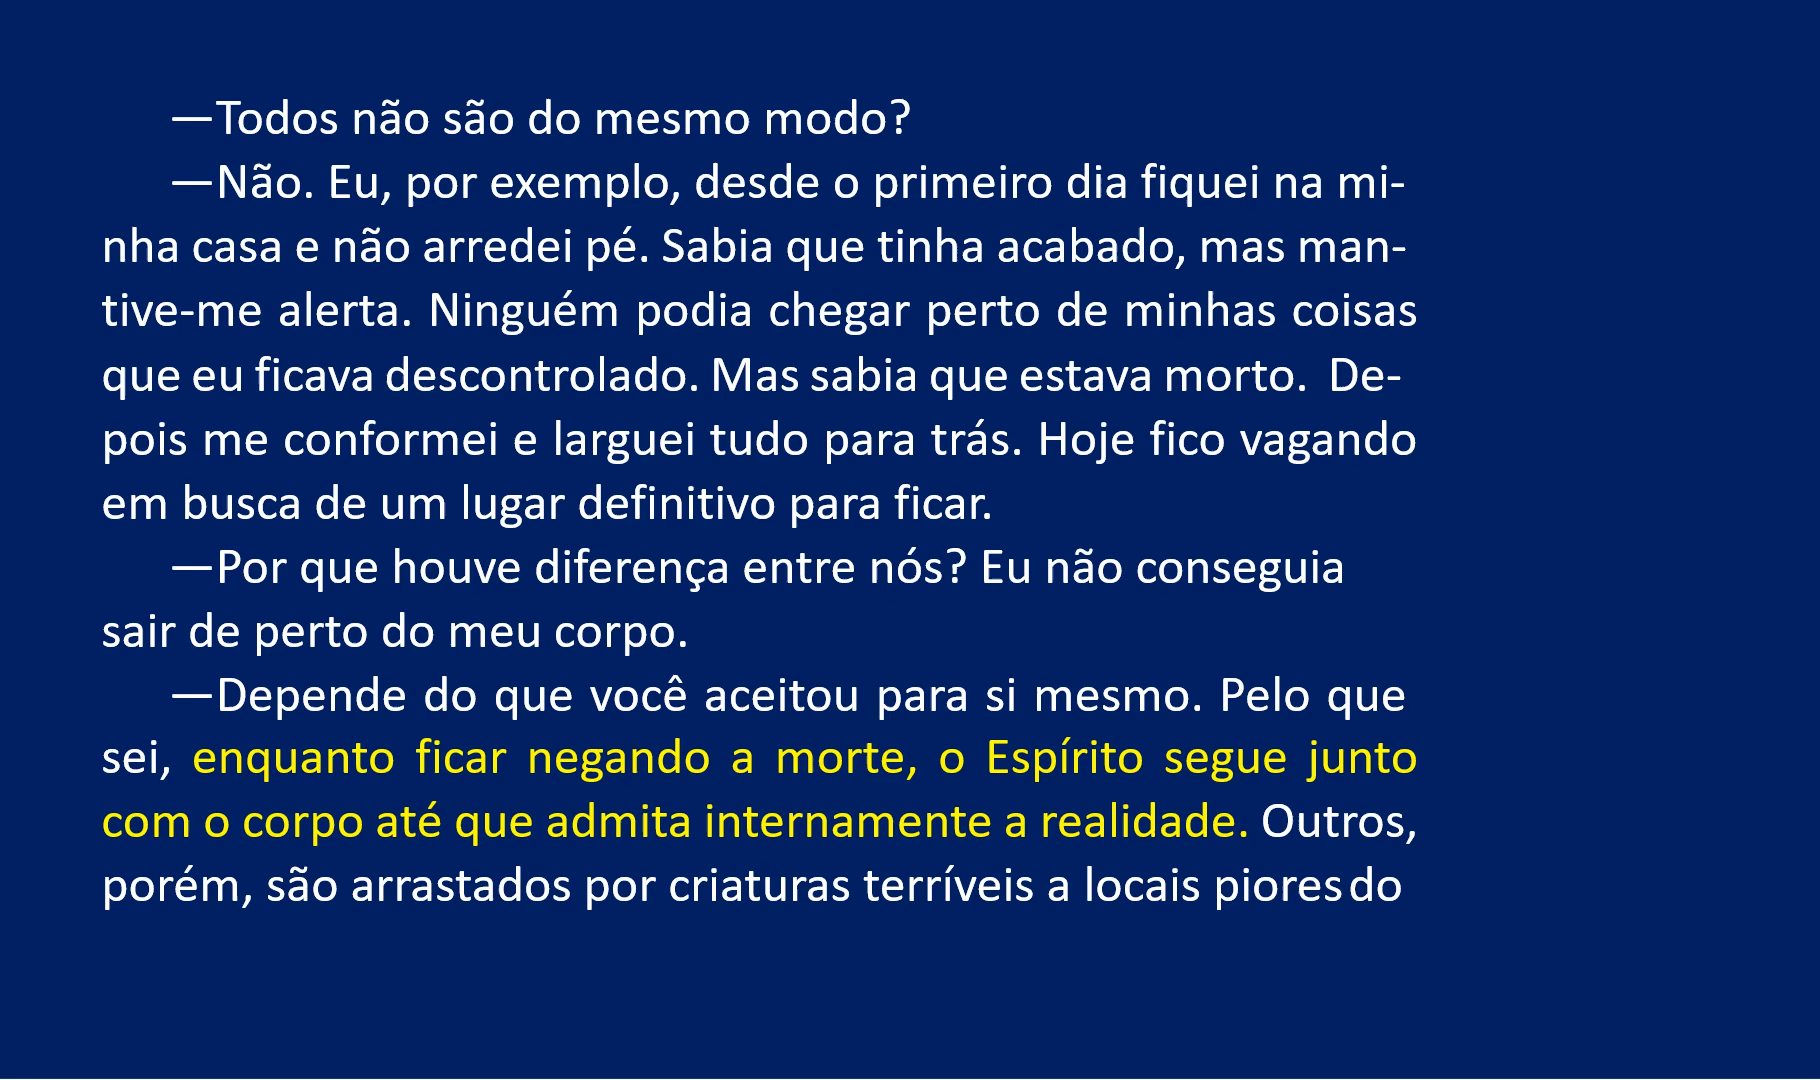 —Todos não são do mesmo modo?
—Não. Eu, por exemplo, desde o primeiro dia fiquei na mi-
nha casa e não arredei pé. Sabia que tinha acabado, mas man-
tive-me alerta. Ninguém podia chegar perto de minhas coisas
que eu ficava descontrolado. Mas sabia que estava morto. De-
pois me conformei e larguei tudo para trás. Hoje fico vagando
em busca de um lugar definitivo para ficar.
—Por que houve diferença entre nós? Eu não conseguia
sair de perto do meu corpo.
—Depende do que você aceitou para si mesmo. Pelo que
sei, enquanto ficar negando a morte, o Espírito segue junto
com o corpo até que admita internamente a realidade. Outros,
porém, são arrastados por criaturas terríveis a locais piores do